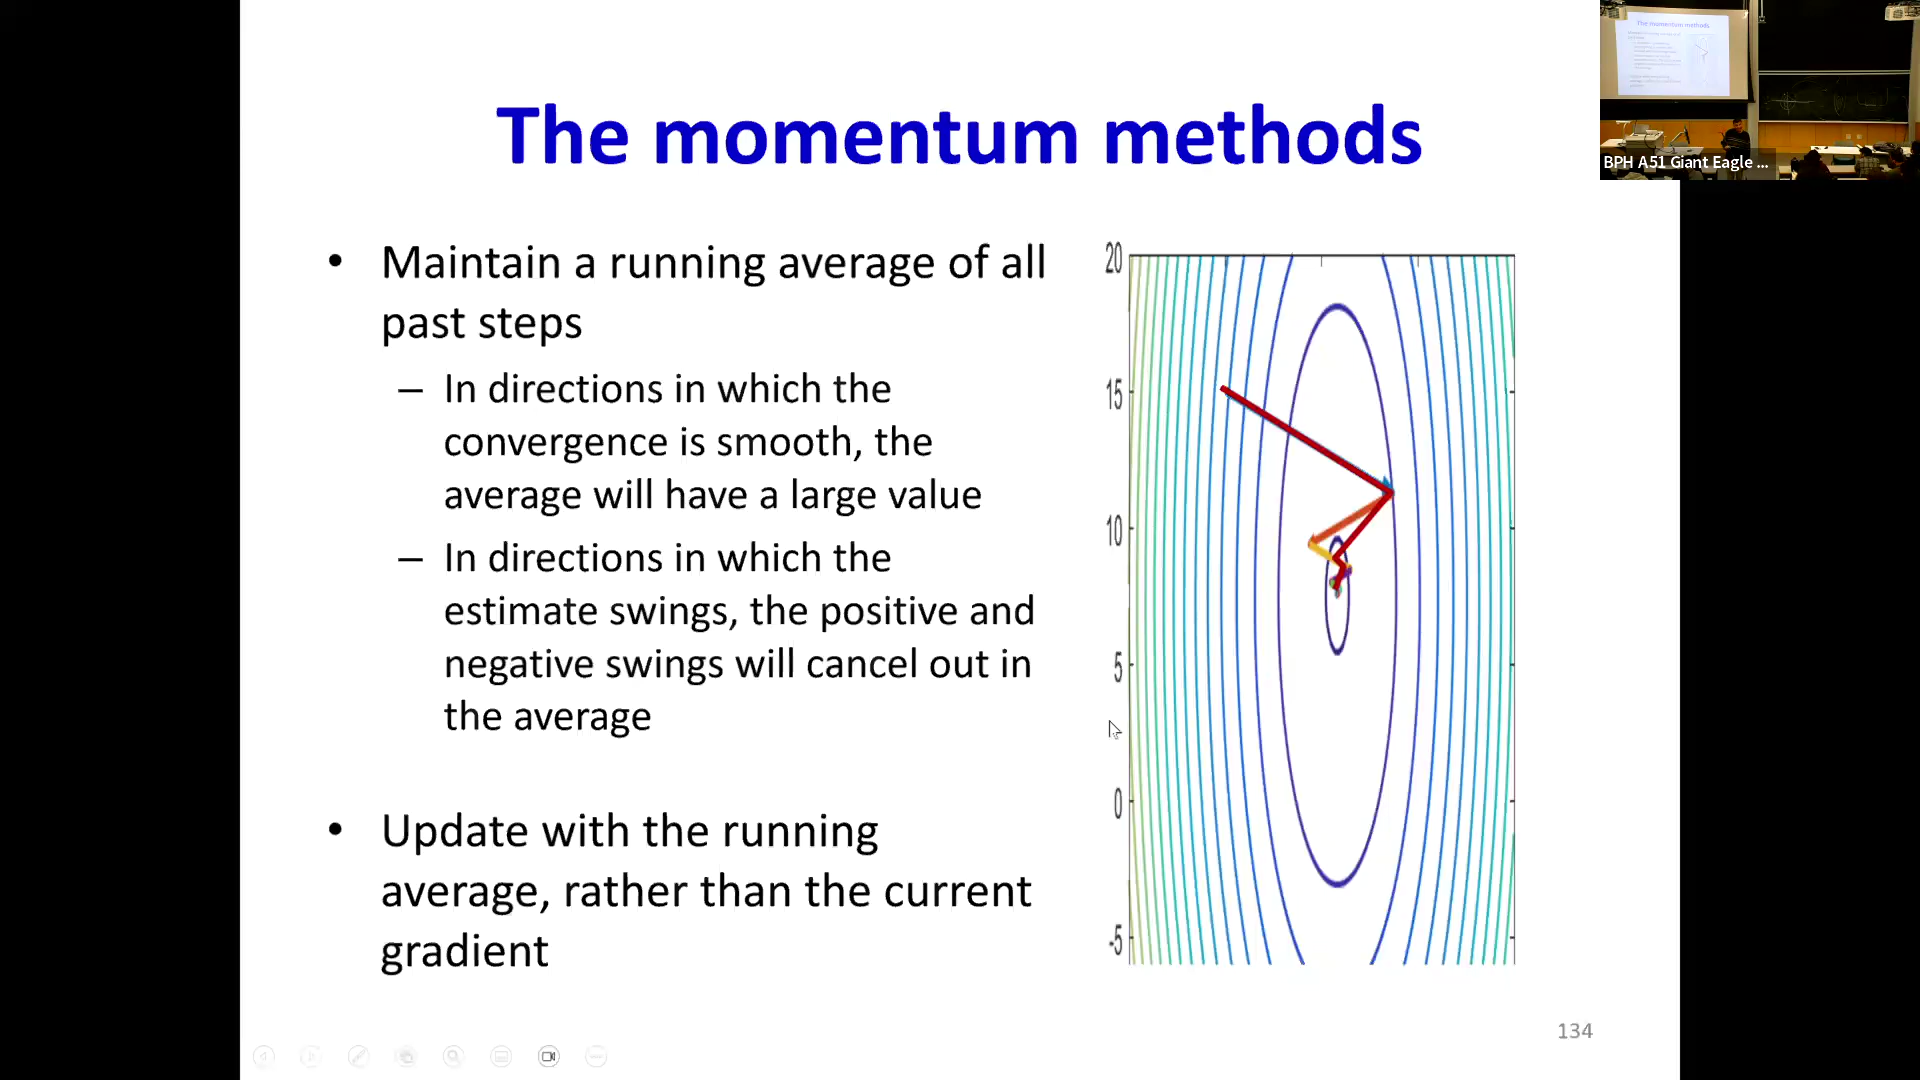 The momentum methods
• Maintain a running average of all
past steps
– In directions in which the
convergence is smooth, the
average will have a large value
– In directions in which the
estimate swings, the positive and
negative swings will cancel out in
the average
• Update with the running
average, rather than the current
gradient
20
15
10
5
0
-5
134
The momentum methods
BPH A51 Giant Eagle ...